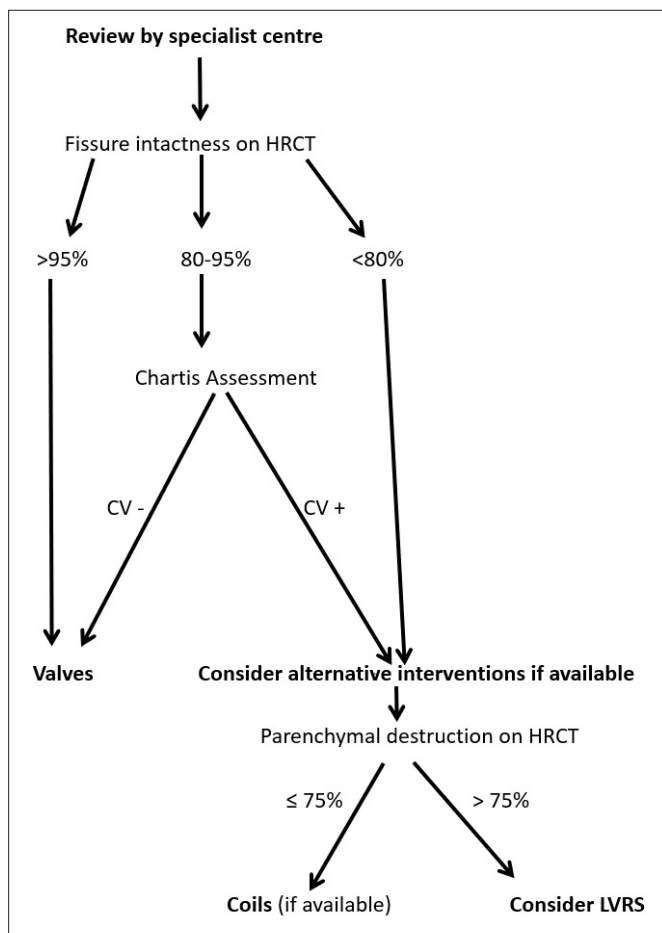 Review by specialist centre
Fissure intactness on HRCT
>95%
80-95%
<80%
Chartis Assessment
CV -
CV +
Valves
Consider alternative interventions if available
Parenchymal destruction on HRCT
≤ 75%
> 75%
Coils (if available)
Consider LVRS